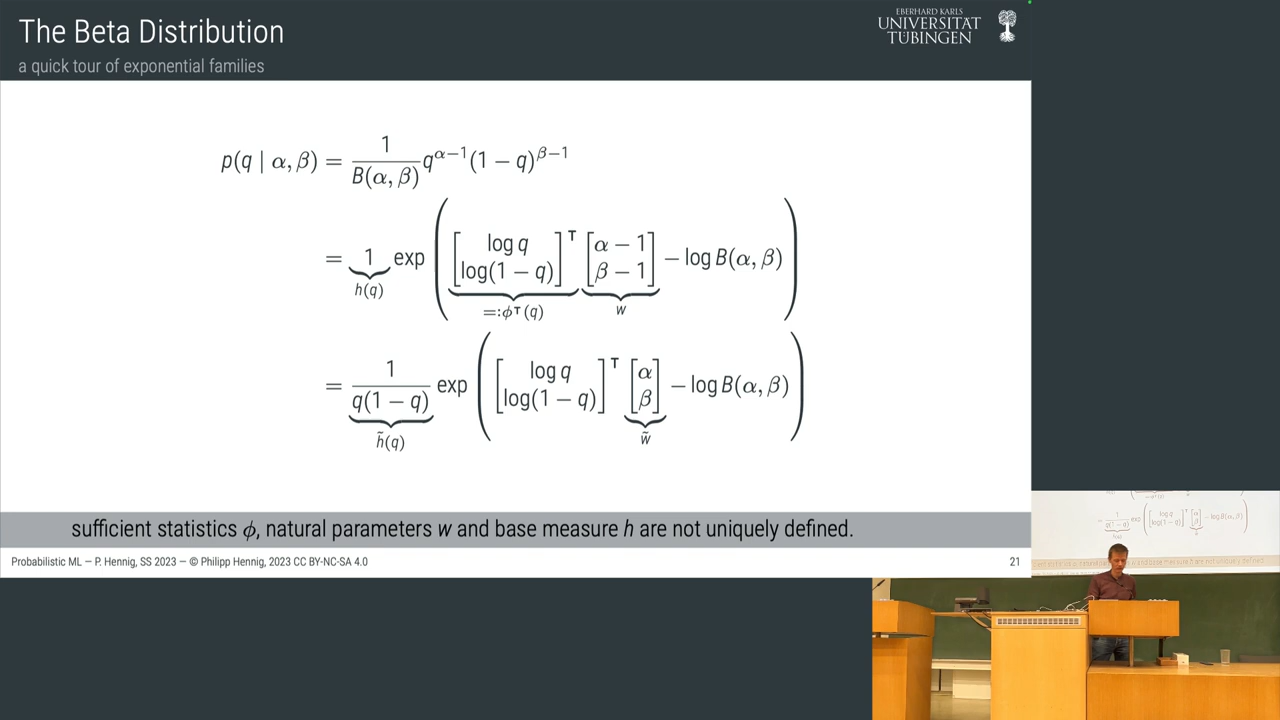 The Beta Distribution
a quick tour of exponential families
EBERHARD KARLS
UNIVERSITÄT
TÜBINGEN
p(q | α, β) = 1/B(α, β) q^{α−1}(1 − q)^{β−1}
= 1 exp ( [log q; log(1 − q)]^⊤ [α − 1; β − 1] − log B(α, β) )
h(q) =:ϕ^⊤(q) w
= 1/(q(1 − q)) exp ( [log q; log(1 − q)]^⊤ [α; β] − log B(α, β) )
h̃(q) w̃
sufficient statistics ϕ, natural parameters w and base measure h are not uniquely defined.
Probabilistic ML — P. Hennig, SS 2023 — © Philipp Hennig, 2023 CC BY-NC-SA 4.0
21